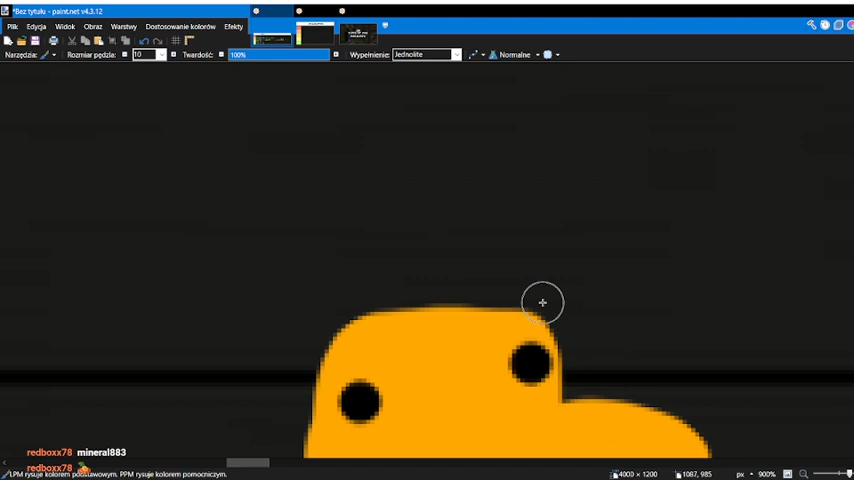 *Bez tytułu - paint.net v4.3.12
Plik Edycja Widok Obraz Warstwy Dostosowanie kolorów Efekty
Narzędzia: Rozmiar pędzla: 10 Twardość: 100% Wypełnienie: Jednolite Normalne
redboxx78 mineral883
redboxx78
LPM rysuje kolorem podstawowym. PPM rysuje kolorem pomocniczym. 4000 × 1200 1087, 985 px 900%